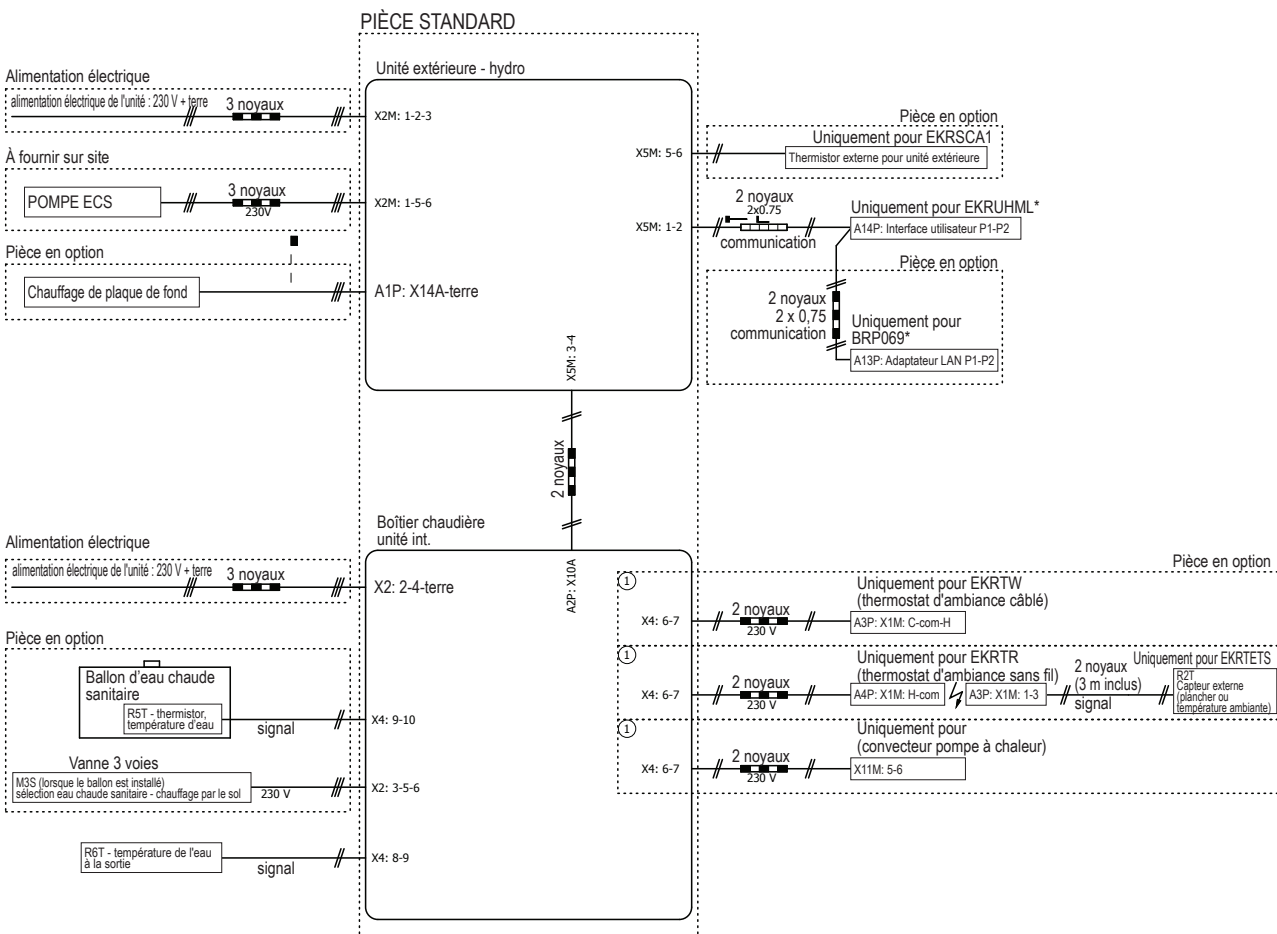 PIÈCE STANDARD
Unité extérieure - hydro
Alimentation électrique
alimentation électrique de l'unité : 230 V + terre
3 noyaux
X2M: 1-2-3
À fournir sur site
POMPE ECS
3 noyaux
230V
X2M: 1-5-6
Pièce en option
Chauffage de plaque de fond
A1P: X14A-terre
Pièce en option
Uniquement pour EKRSCA1
X5M: 5-6
Thermistor externe pour unité extérieure
2 noyaux
2x0.75
X5M: 1-2
communication
Uniquement pour EKRUHML*
A14P: Interface utilisateur P1-P2
Pièce en option
2 noyaux
2 x 0,75
communication
Uniquement pour
BRP069*
A13P: Adaptateur LAN P1-P2
X5M: 3-4
2 noyaux
Boîtier chaudière
unité int.
A2P: X10A
Alimentation électrique
alimentation électrique de l'unité : 230 V + terre
3 noyaux
X2: 2-4-terre
Pièce en option
Ballon d'eau chaude
sanitaire
R5T - thermistor,
température d'eau
signal
X4: 9-10
Vanne 3 voies
M3S (lorsque le ballon est installé)
sélection eau chaude sanitaire - chauffage par le sol
230 V
X2: 3-5-6
R6T - température de l'eau
à la sortie
signal
X4: 8-9
Pièce en option
1
X4: 6-7
2 noyaux
230 V
Uniquement pour EKRTW
(thermostat d'ambiance câblé)
A3P: X1M: C-com-H
1
X4: 6-7
2 noyaux
230 V
Uniquement pour EKRTR
(thermostat d'ambiance sans fil)
A4P: X1M: H-com
A3P: X1M: 1-3
2 noyaux
(3 m inclus)
signal
Uniquement pour EKRTETS
R2T
Capteur externe
(plancher ou
température ambiante)
1
X4: 6-7
2 noyaux
230 V
Uniquement pour
(convecteur pompe à chaleur)
X11M: 5-6